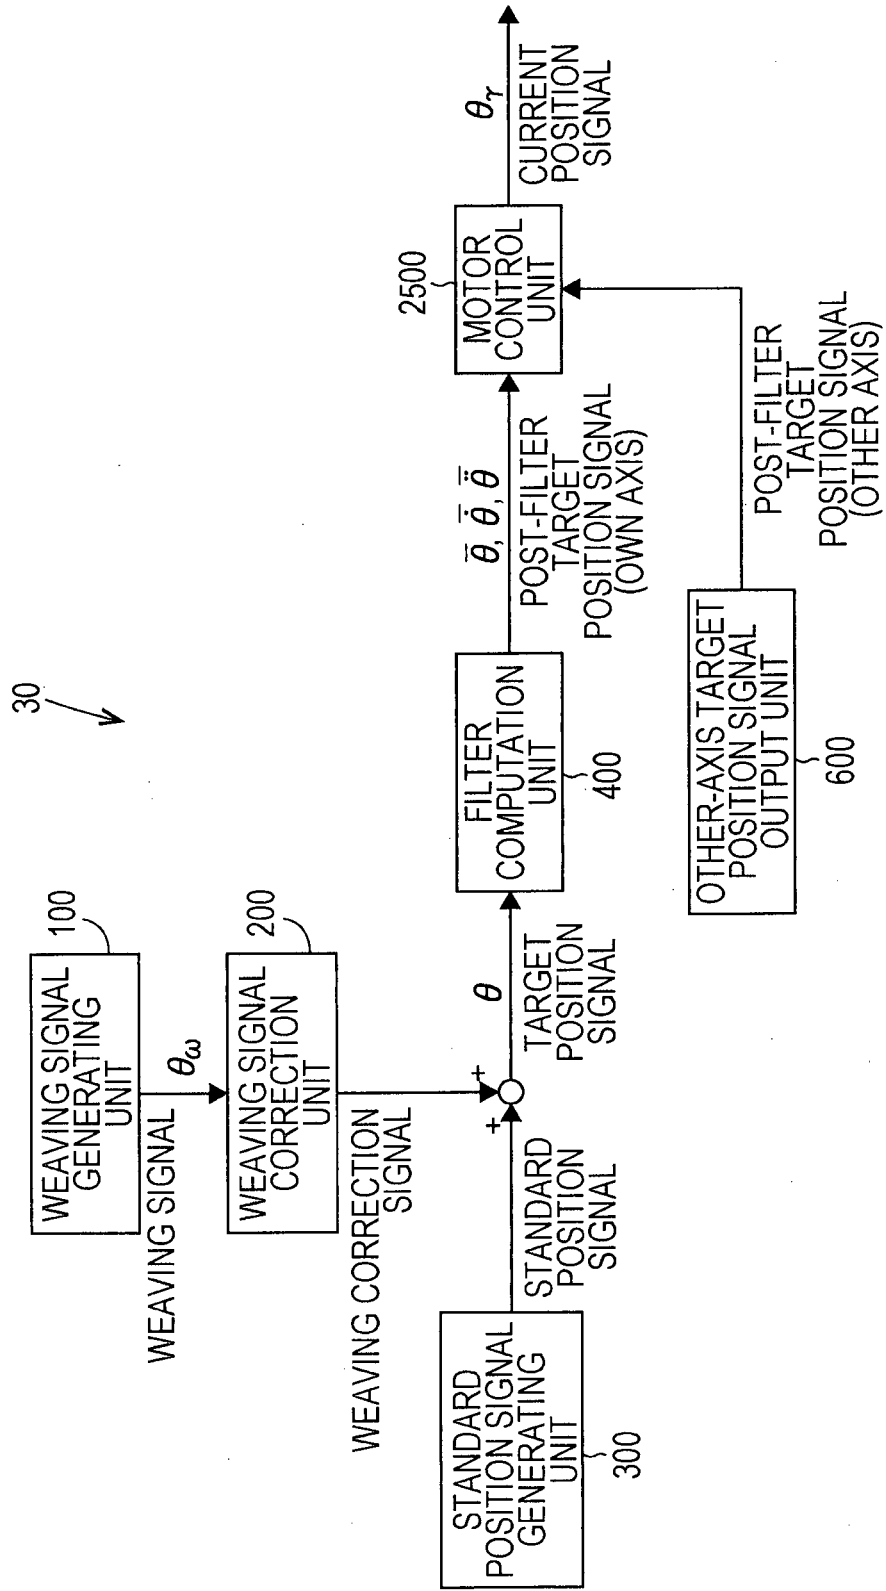 30
100
WEAVING SIGNAL
GENERATING
UNIT
θω
WEAVING SIGNAL
200
WEAVING SIGNAL
CORRECTION
UNIT
WEAVING CORRECTION
SIGNAL
STANDARD
POSITION SIGNAL
GENERATING
UNIT
300
STANDARD
POSITION
SIGNAL
+
+
θ
TARGET
POSITION
SIGNAL
FILTER
COMPUTATION
UNIT
400
θ̅, θ̇̅, θ̈̅
POST-FILTER
TARGET
POSITION SIGNAL
(OWN AXIS)
2500
MOTOR
CONTROL
UNIT
θγ
CURRENT
POSITION
SIGNAL
OTHER-AXIS TARGET
POSITION SIGNAL
OUTPUT UNIT
600
POST-FILTER
TARGET
POSITION SIGNAL
(OTHER AXIS)